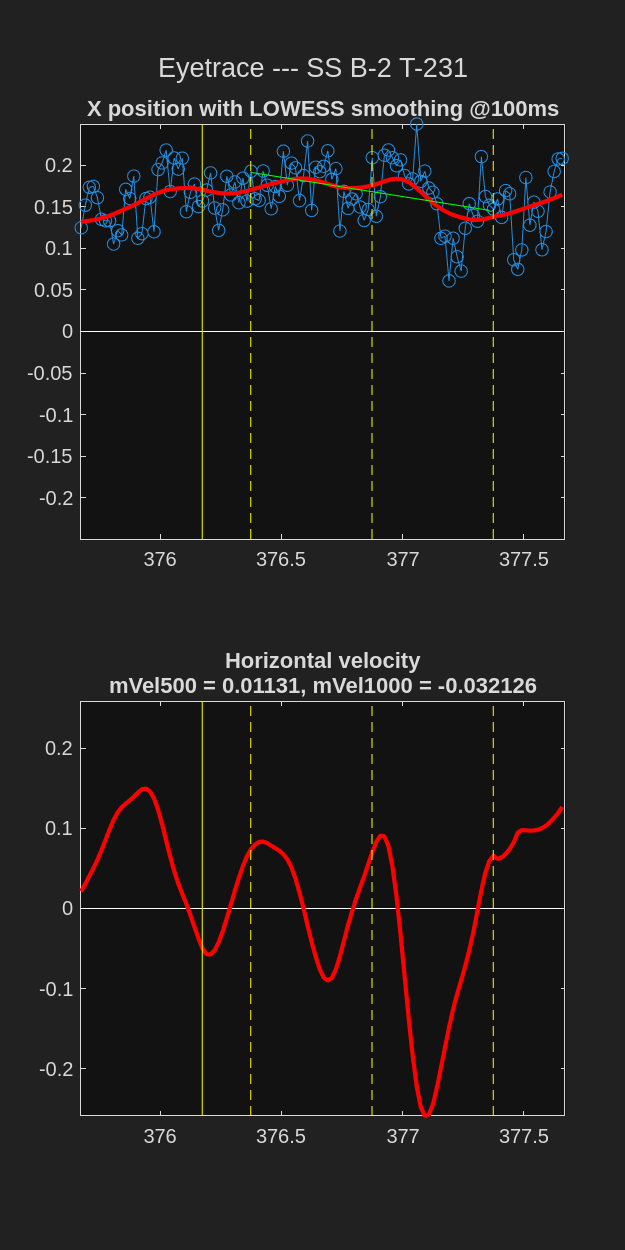 Eyetrace --- SS B-2 T-231
X position with LOWESS smoothing @100ms
0.2
0.15
0.1
0.05
0
-0.05
-0.1
-0.15
-0.2
376 376.5 377 377.5
Horizontal velocity
mVel500 = 0.01131, mVel1000 = -0.032126
0.2
0.1
0
-0.1
-0.2
376 376.5 377 377.5